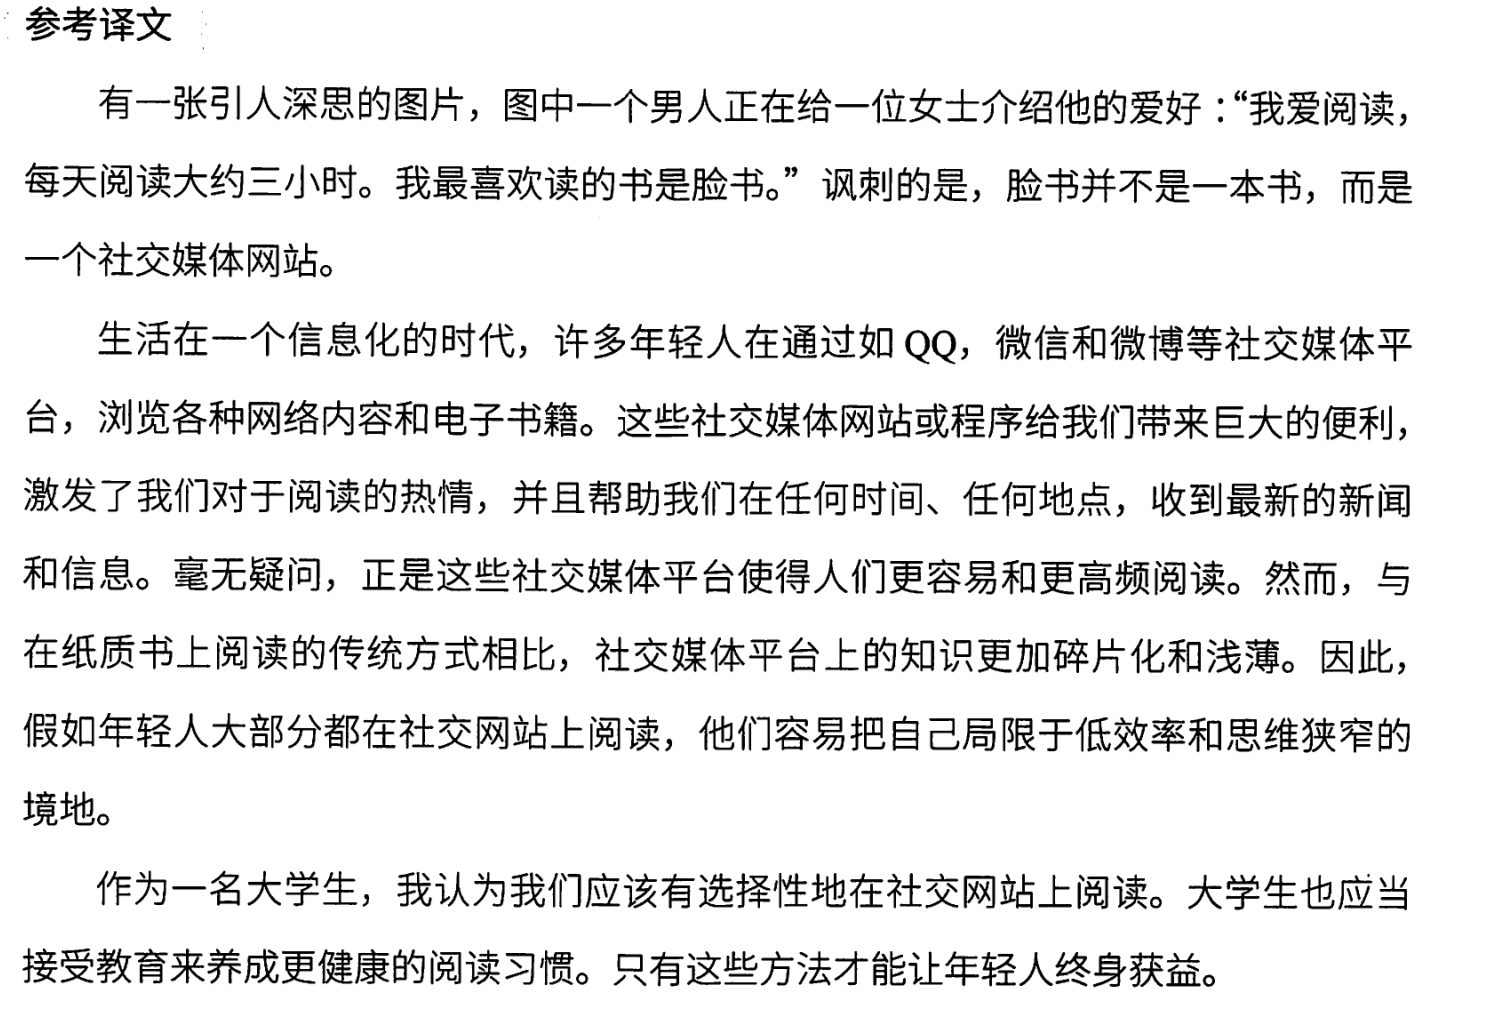 参考译文
有一张引人深思的图片，图中一个男人正在给一位女士介绍他的爱好：“我爱阅读，
每天阅读大约三小时。我最喜欢读的书是脸书。”讽刺的是，脸书并不是一本书，而是
一个社交媒体网站。
生活在一个信息化的时代，许多年轻人在通过如 QQ，微信和微博等社交媒体平
台，浏览各种网络内容和电子书籍。这些社交媒体网站或程序给我们带来巨大的便利，
激发了我们对于阅读的热情，并且帮助我们在任何时间、任何地点，收到最新的新闻
和信息。毫无疑问，正是这些社交媒体平台使得人们更容易和更高频阅读。然而，与
在纸质书上阅读的传统方式相比，社交媒体平台上的知识更加碎片化和浅薄。因此，
假如年轻人大部分都在社交网站上阅读，他们容易把自己局限于低效率和思维狭窄的
境地。
作为一名大学生，我认为我们应该有选择性地在社交网站上阅读。大学生也应当
接受教育来养成更健康的阅读习惯。只有这些方法才能让年轻人终身获益。